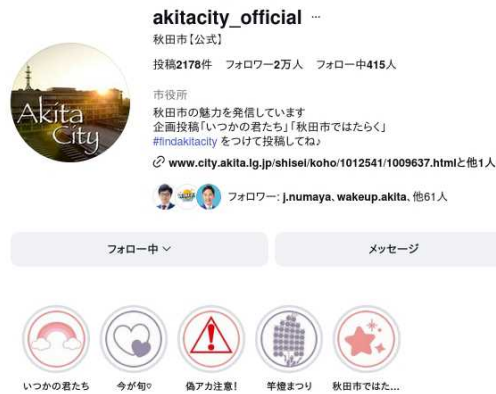 akitacity_official ...
秋田市【公式】
投稿2178件 フォロワー2万人 フォロー中415人
市役所
秋田市の魅力を発信しています
企画投稿「いつかの君たち」「秋田市ではたらく」
#findakitacity をつけて投稿してね♪
www.city.akita.lg.jp/shisei/koho/1012541/1009637.htmlと他1人
フォロワー: j.numaya、wakeup.akita、他61人
Akita
City
フォロー中 メッセージ
いつかの君たち 今が旬♡ 偽アカ注意! 竿燈まつり 秋田市ではた...